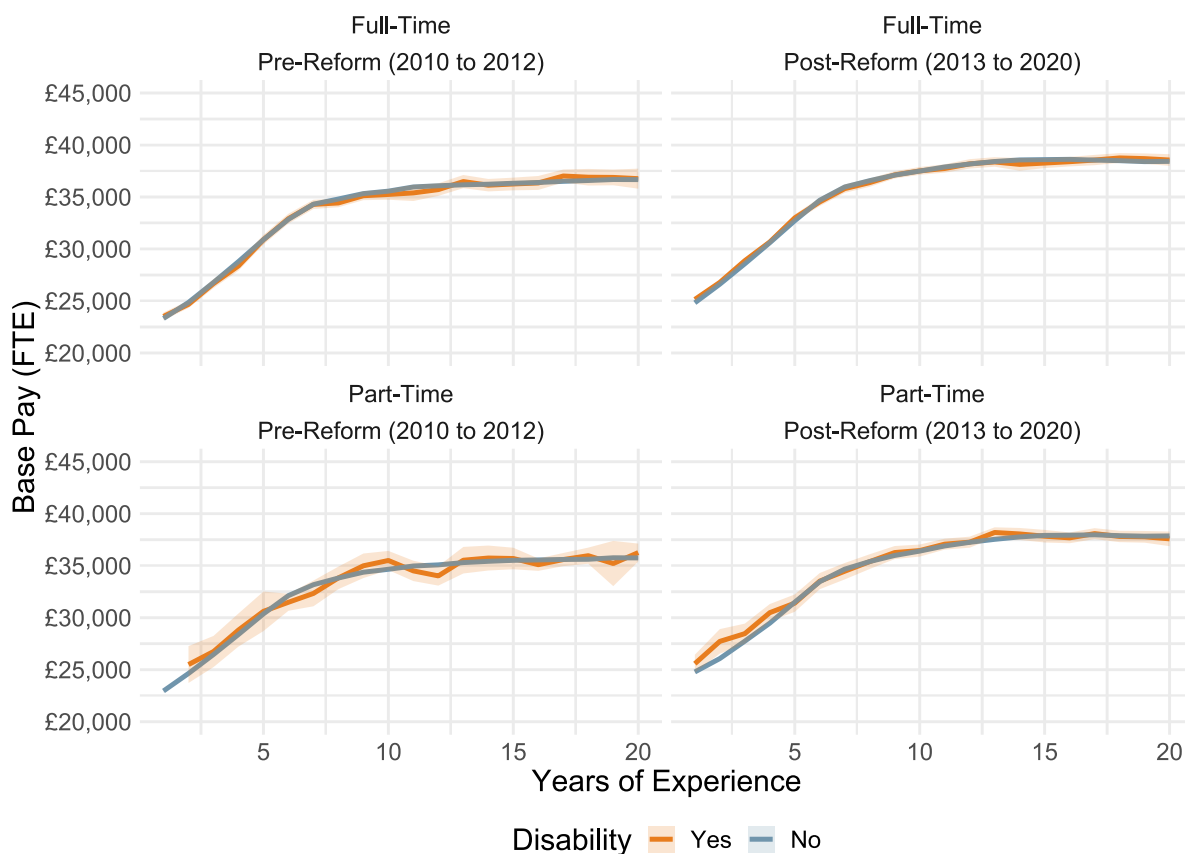 Full-Time
Pre-Reform (2010 to 2012)
Full-Time
Post-Reform (2013 to 2020)
£45,000
£40,000
£35,000
£30,000
£25,000
£20,000
Part-Time
Pre-Reform (2010 to 2012)
Part-Time
Post-Reform (2013 to 2020)
£45,000
£40,000
£35,000
£30,000
£25,000
£20,000
Base Pay (FTE)
5 10 15 20
5 10 15 20
Years of Experience
Disability Yes No